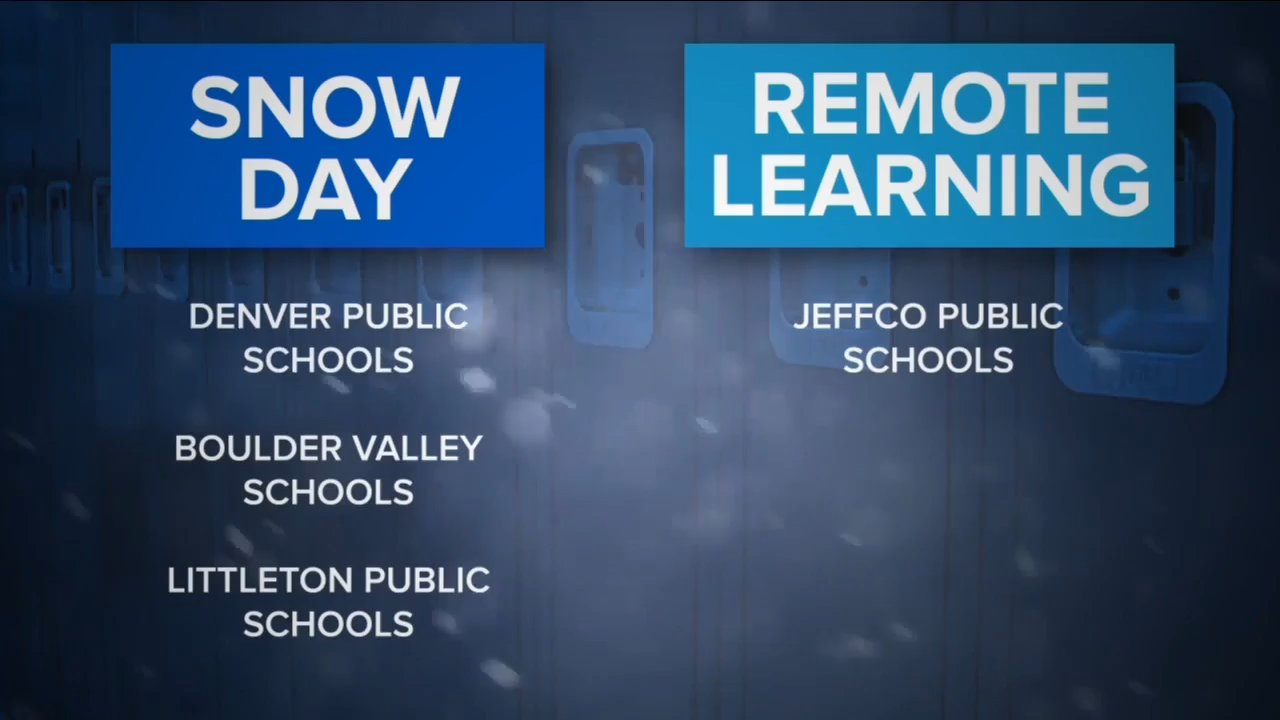 SNOW
DAY
DENVER PUBLIC
SCHOOLS
BOULDER VALLEY
SCHOOLS
LITTLETON PUBLIC
SCHOOLS
REMOTE
LEARNING
JEFFCO PUBLIC
SCHOOLS